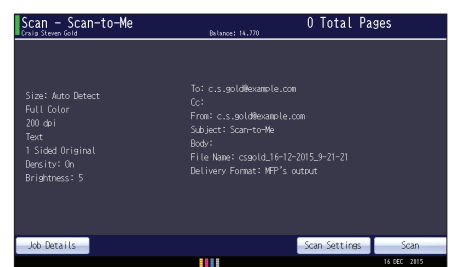 Scan - Scan-to-Me
Craig Steven Gold
Balance: 14.770
0 Total Pages
Size: Auto Detect
Full Color
200 dpi
Text
1 Sided Original
Density: On
Brightness: 5
To: c.s.gold@example.com
Cc:
From: c.s.gold@example.com
Subject: Scan-to-Me
Body:
File Name: csgold_16-12-2015_9-21-21
Delivery Format: MFP's output
Job Details
Scan Settings
Scan
16 DEC 2015